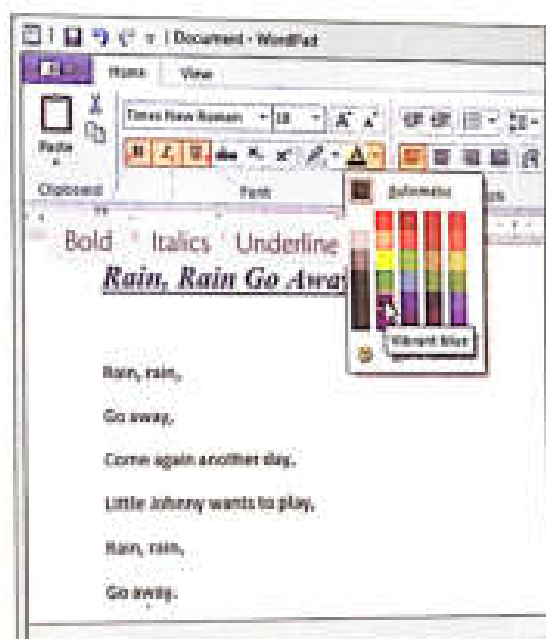 Document - WordPad
Home View
Times New Roman 18
Paste
Clipboard Font
Automatic
Bold Italics Underline
Rain, Rain Go Away
Vibrant Blue
Rain, rain,
Go away,
Come again another day,
Little Johnny wants to play,
Rain, rain,
Go away.